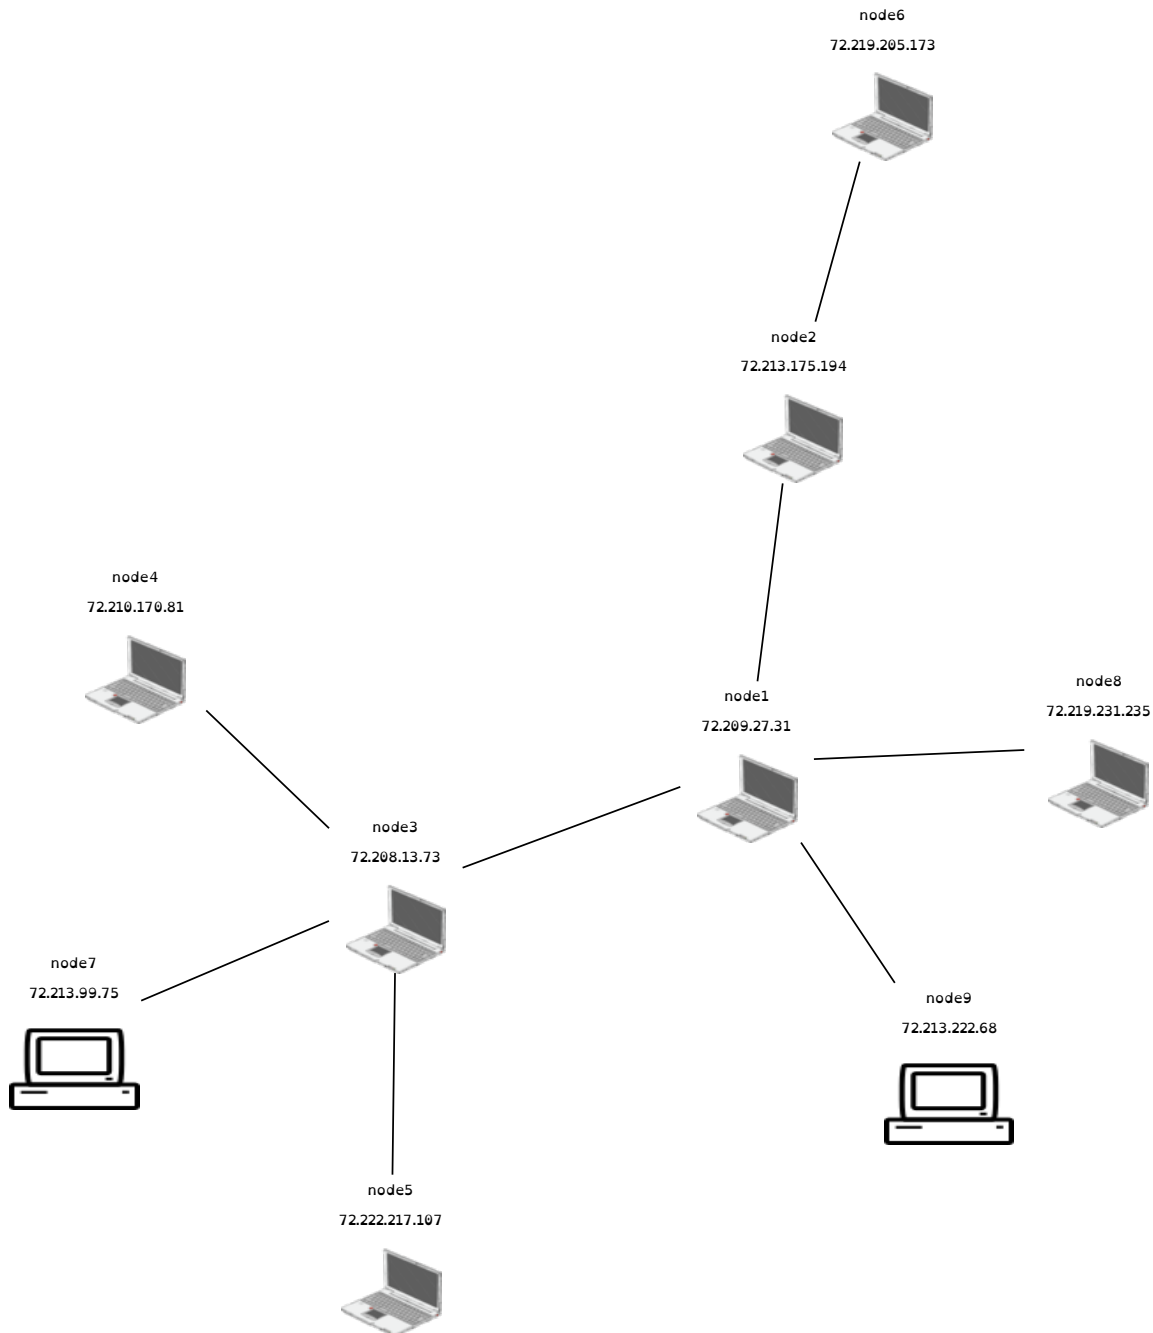 node6
72.219.205.173
node2
72.213.175.194
node4
72.210.170.81
node1
72.209.27.31
node8
72.219.231.235
node3
72.208.13.73
node7
72.213.99.75
node9
72.213.222.68
node5
72.222.217.107